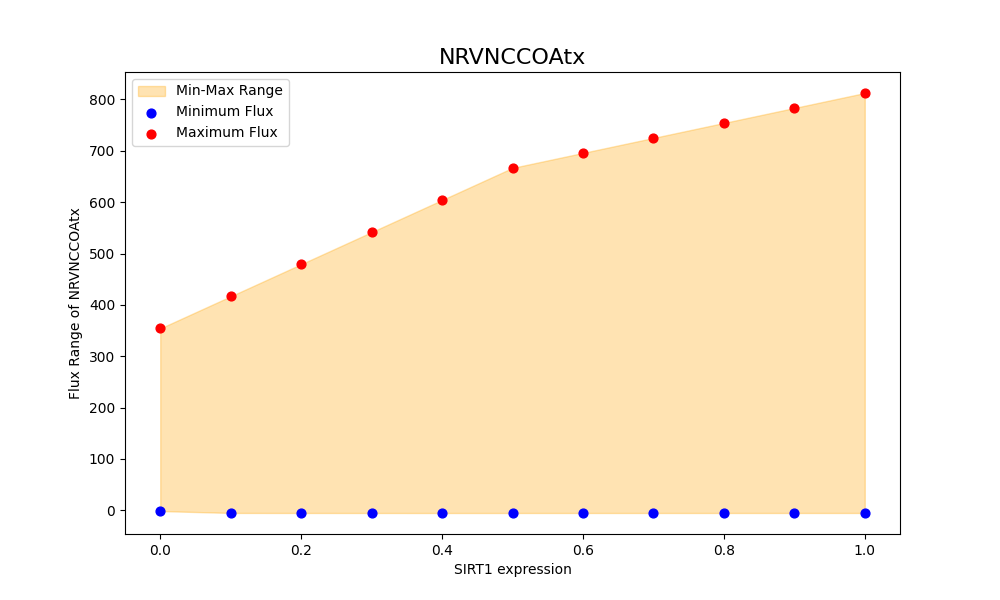 NRVNCCOAtx
Min-Max Range
Minimum Flux
Maximum Flux
Flux Range of NRVNCCOAtx
800
700
600
500
400
300
200
100
0
0.0 0.2 0.4 0.6 0.8 1.0
SIRT1 expression